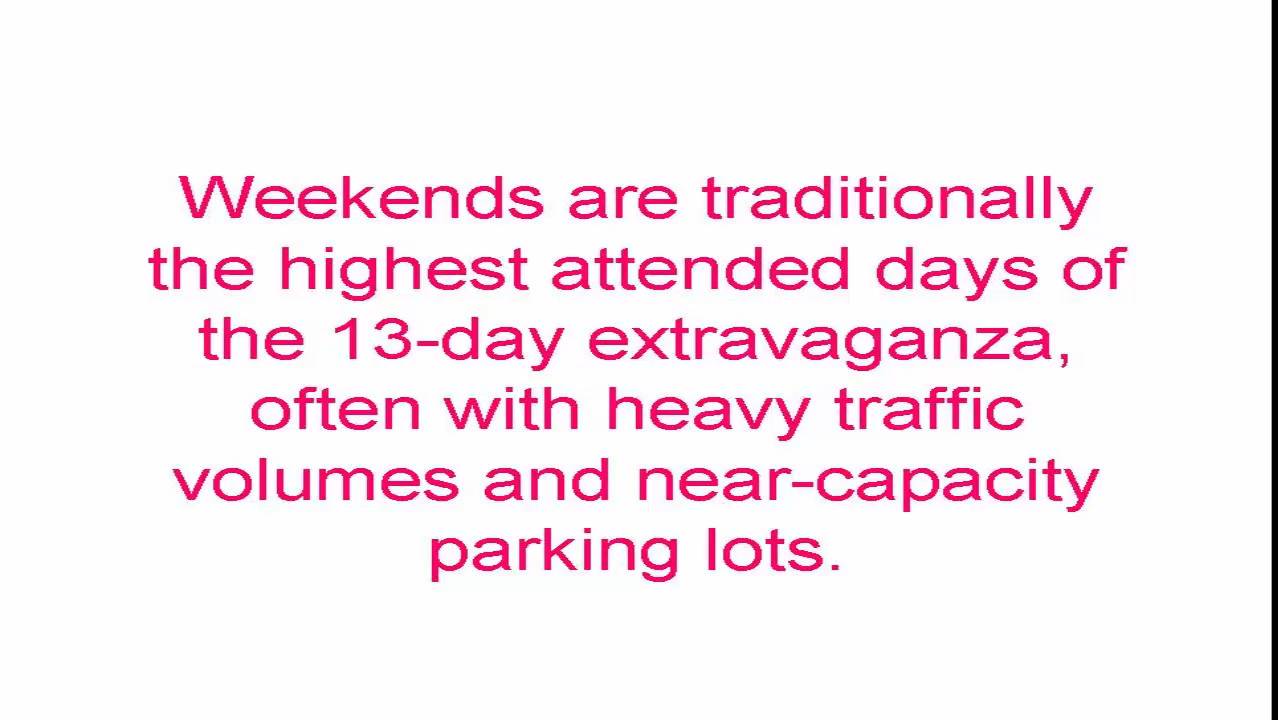 Weekends are traditionally
the highest attended days of
the 13-day extravaganza,
often with heavy traffic
volumes and near-capacity
parking lots.